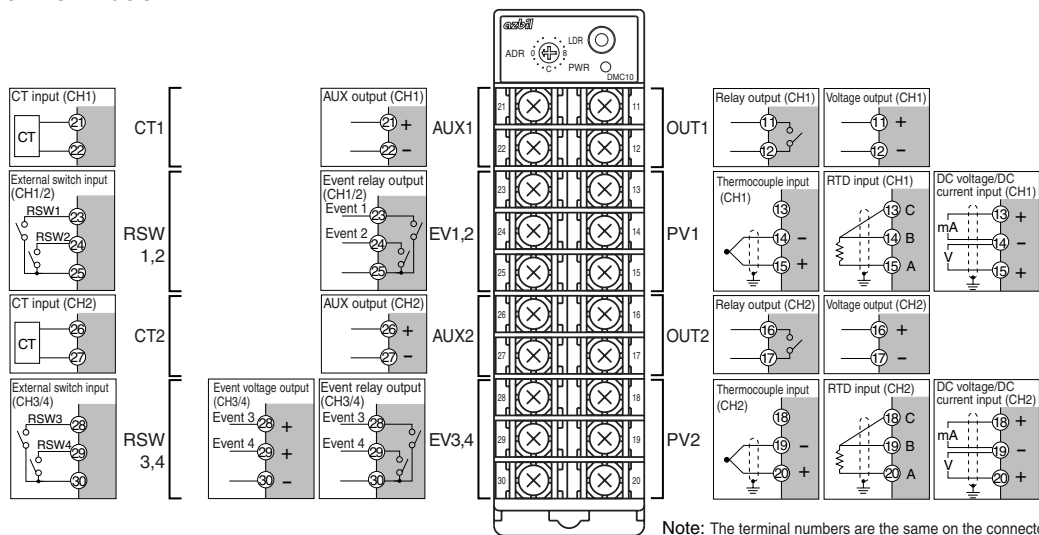 azbil
LDR
ADR 0 8
C PWR
DMC10
CT input (CH1)
CT
21
22
CT1
AUX output (CH1)
21 +
22 −
AUX1
21 11
22 12
23 13
24 14
25 15
26 16
27 17
28 18
29 19
30 20
OUT1
Relay output (CH1)
11
12
Voltage output (CH1)
11 +
12 −
External switch input
(CH1/2)
RSW1 23
RSW2 24
25
RSW
1,2
Event relay output
(CH1/2)
Event 1 23
Event 2 24
25
EV1,2
PV1
Thermocouple input
(CH1)
13
14 −
15 +
RTD input (CH1)
13 C
14 B
15 A
DC voltage/DC
current input (CH1)
13 +
mA
14 −
V
15 +
CT input (CH2)
CT
26
27
CT2
AUX output (CH2)
26 +
27 −
AUX2
OUT2
Relay output (CH2)
16
17
Voltage output (CH2)
16 +
17 −
External switch input
(CH3/4)
RSW3 28
RSW4 29
30
RSW
3,4
Event voltage output
(CH3/4)
Event 3 28 +
Event 4 29 +
30 −
Event relay output
(CH3/4)
Event 3 28
Event 4 29
30
EV3,4
PV2
Thermocouple input
(CH2)
18
19 −
20 +
RTD input (CH2)
18 C
19 B
20 A
DC voltage/DC
current input (CH2)
18 +
mA
19 −
V
20 +
Note: The terminal numbers are the same on the connecto